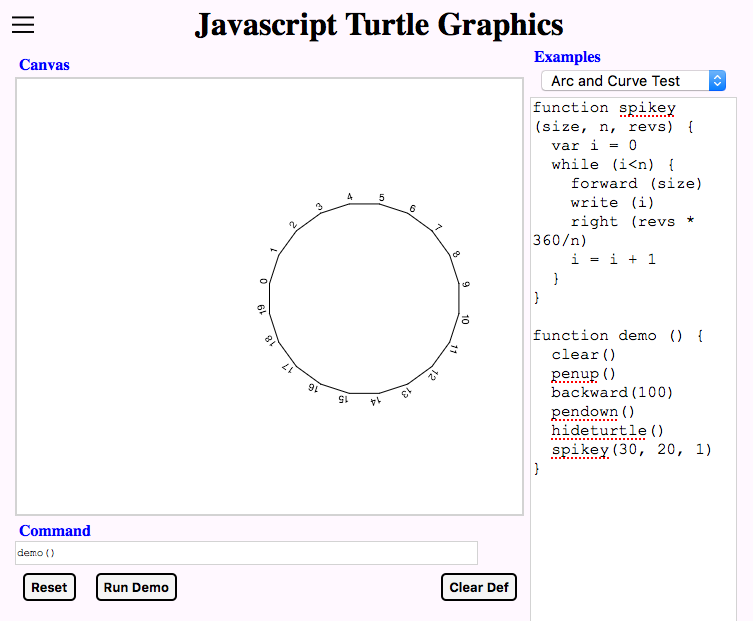 Javascript Turtle Graphics
Canvas
4
5
3
6
2
7
1
8
0
9
19
10
18
11
17
12
16
13
15
14
Command
demo()
Reset
Run Demo
Clear Def
Examples
Arc and Curve Test
function spikey
(size, n, revs) {
  var i = 0
  while (i<n) {
    forward (size)
    write (i)
    right (revs *
360/n)
    i = i + 1
  }
}

function demo () {
  clear()
  penup()
  backward(100)
  pendown()
  hideturtle()
  spikey(30, 20, 1)
}